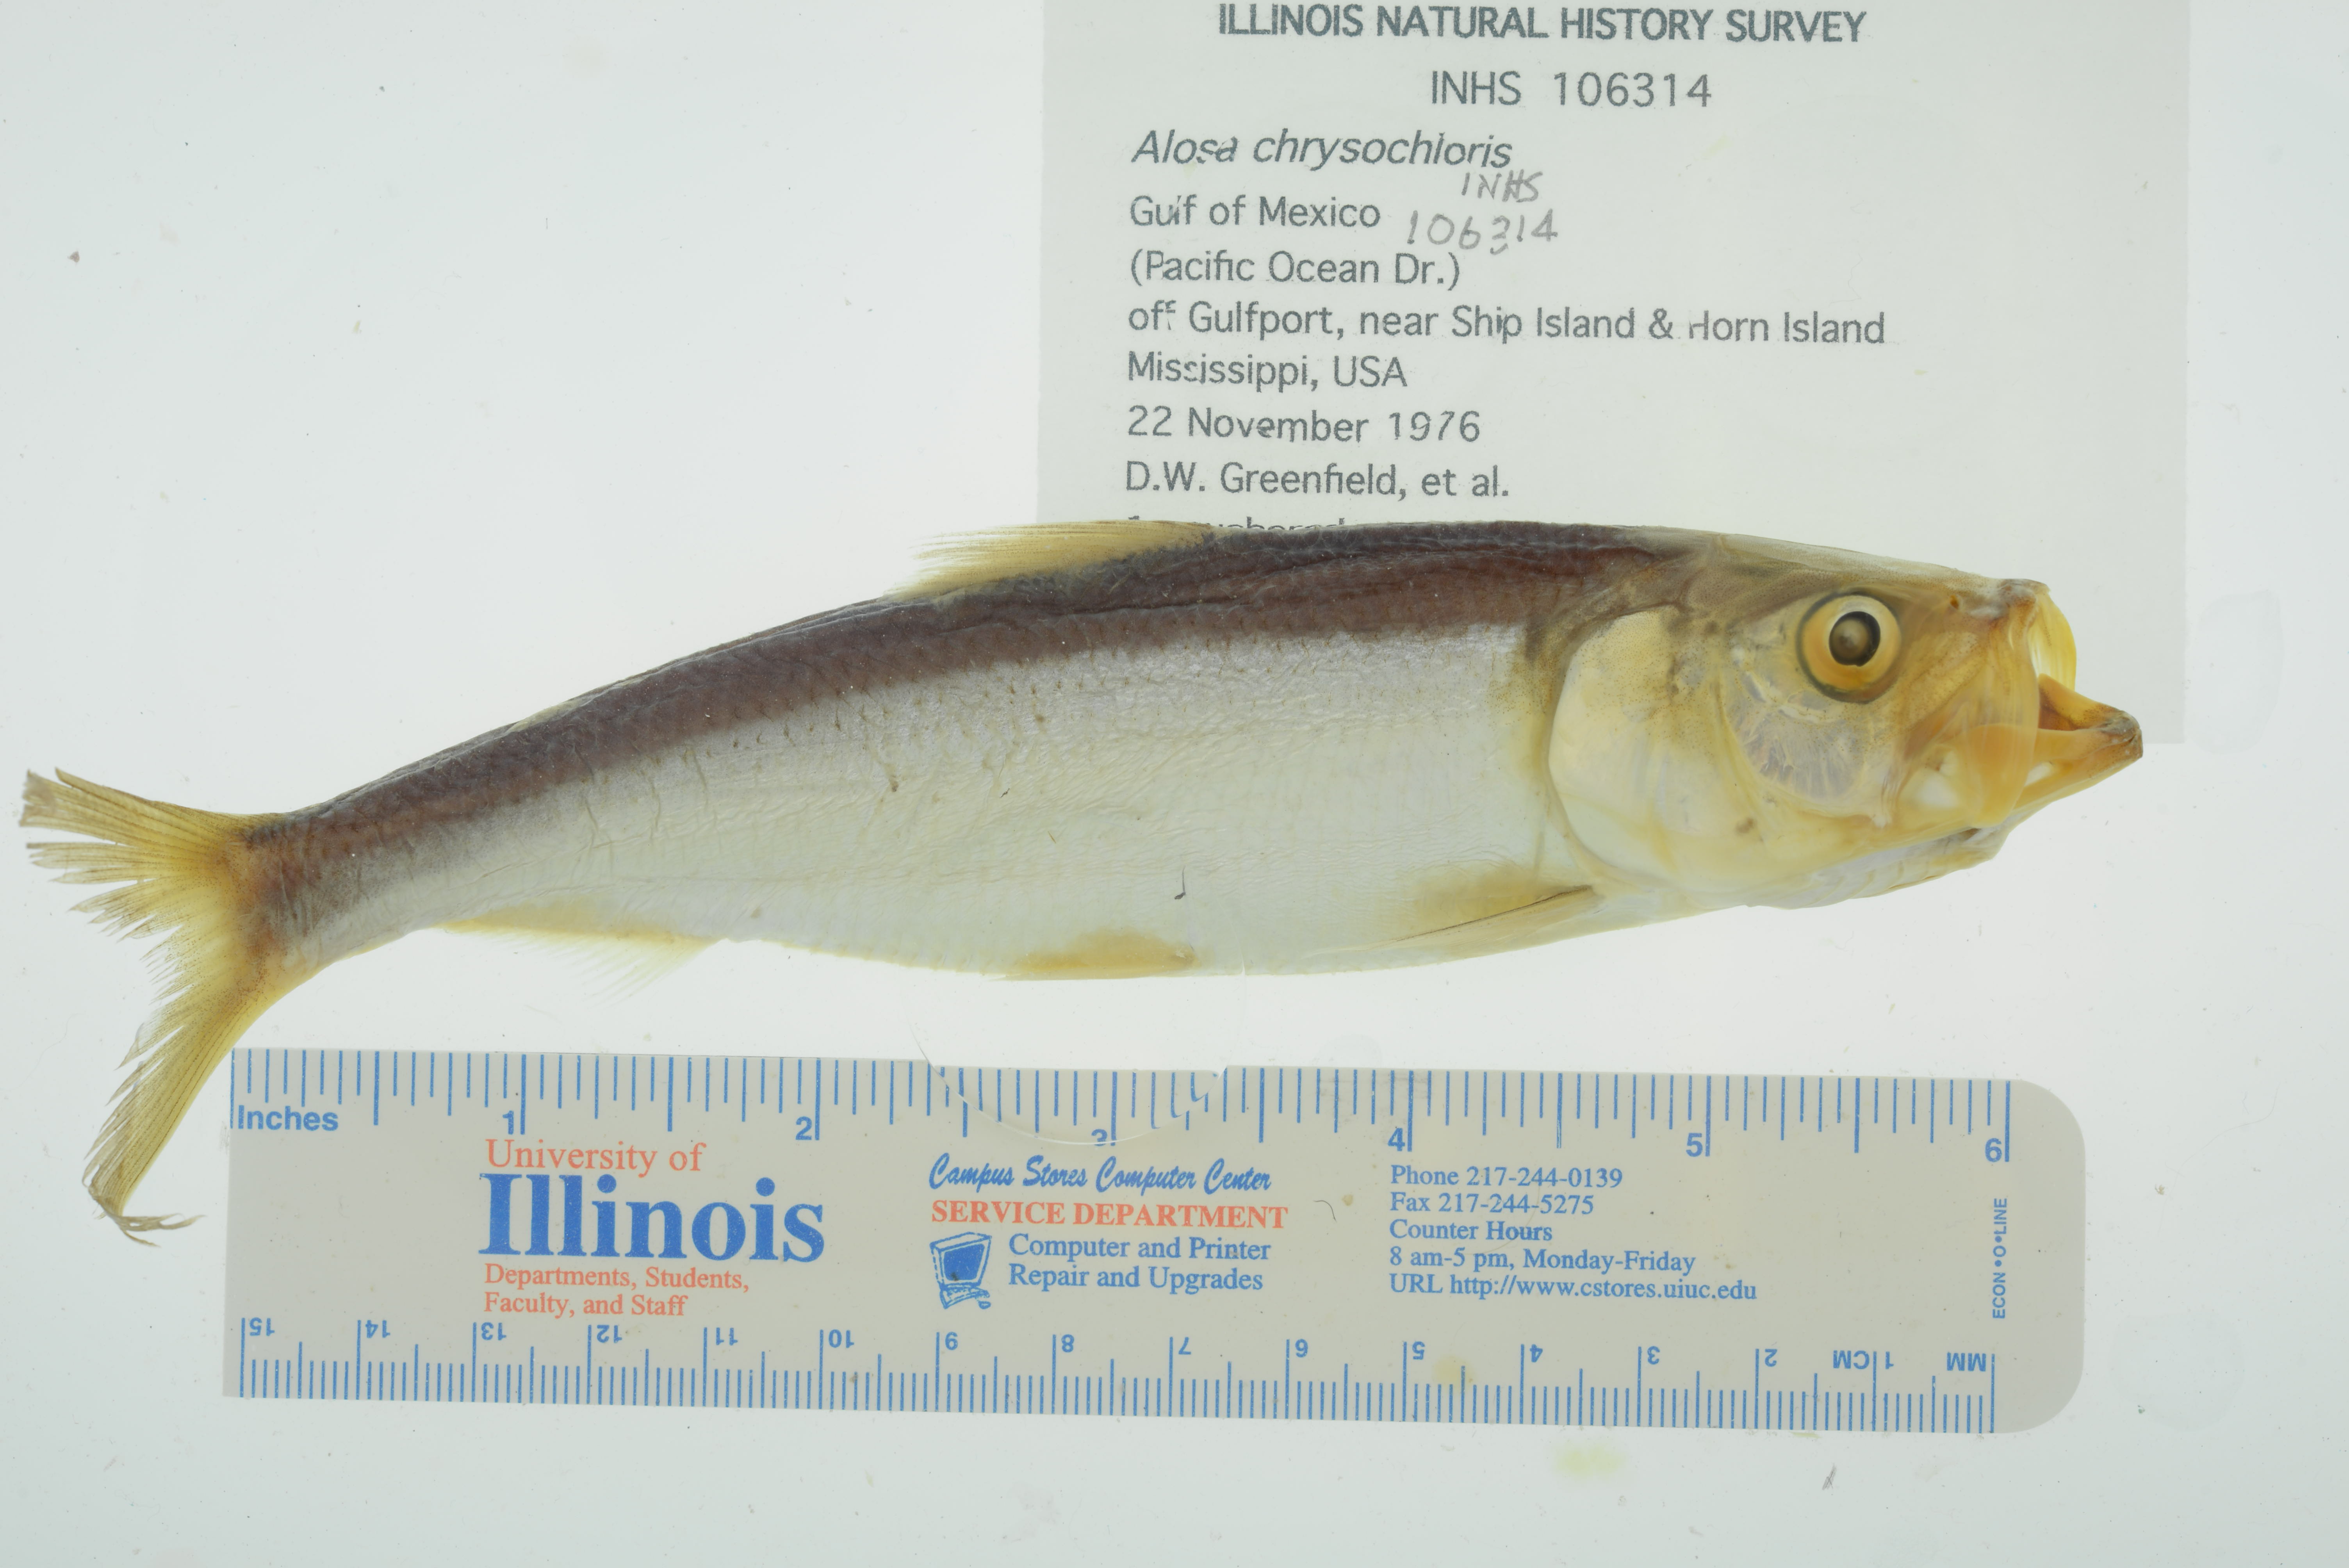 ILLINOIS NATURAL HISTORY SURVEY
INHS 106314
Alosa chrysochloris
INHS
Gulf of Mexico 106314
(Pacific Ocean Dr.)
off Gulfport, near Ship Island & Horn Island
Mississippi, USA
22 November 1976
D.W. Greenfield, et al.
Inches 1 2 3 4 5 6
University of
Illinois
Departments, Students,
Faculty, and Staff
Campus Stores Computer Center
SERVICE DEPARTMENT
Computer and Printer
Repair and Upgrades
Phone 217-244-0139
Fax 217-244-5275
Counter Hours
8 am-5 pm, Monday-Friday
URL http://www.cstores.uiuc.edu
ECON•O•LINE
15 14 13 12 11 10 9 8 7 6 5 4 3 2 1 CM MM